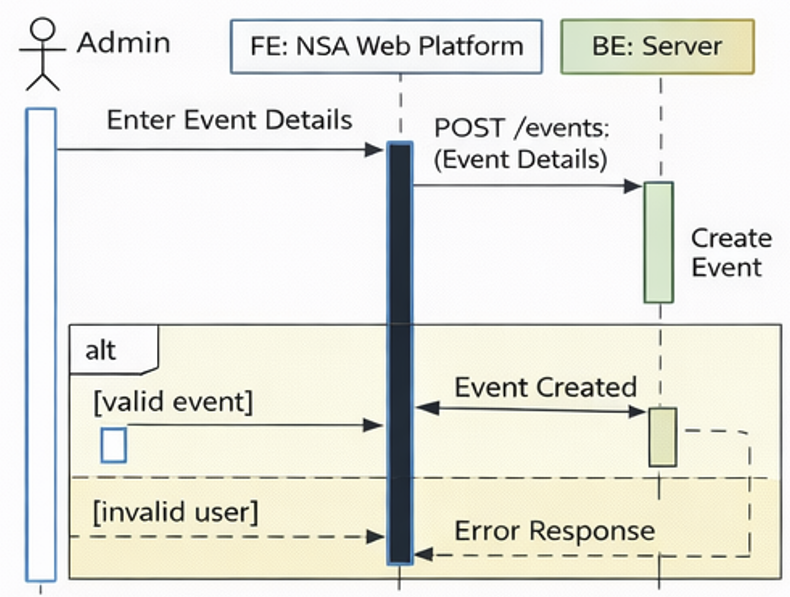 Admin
FE: NSA Web Platform
BE: Server
Enter Event Details
POST /events:
(Event Details)
Create
Event
alt
[valid event]
Event Created
[invalid user]
Error Response